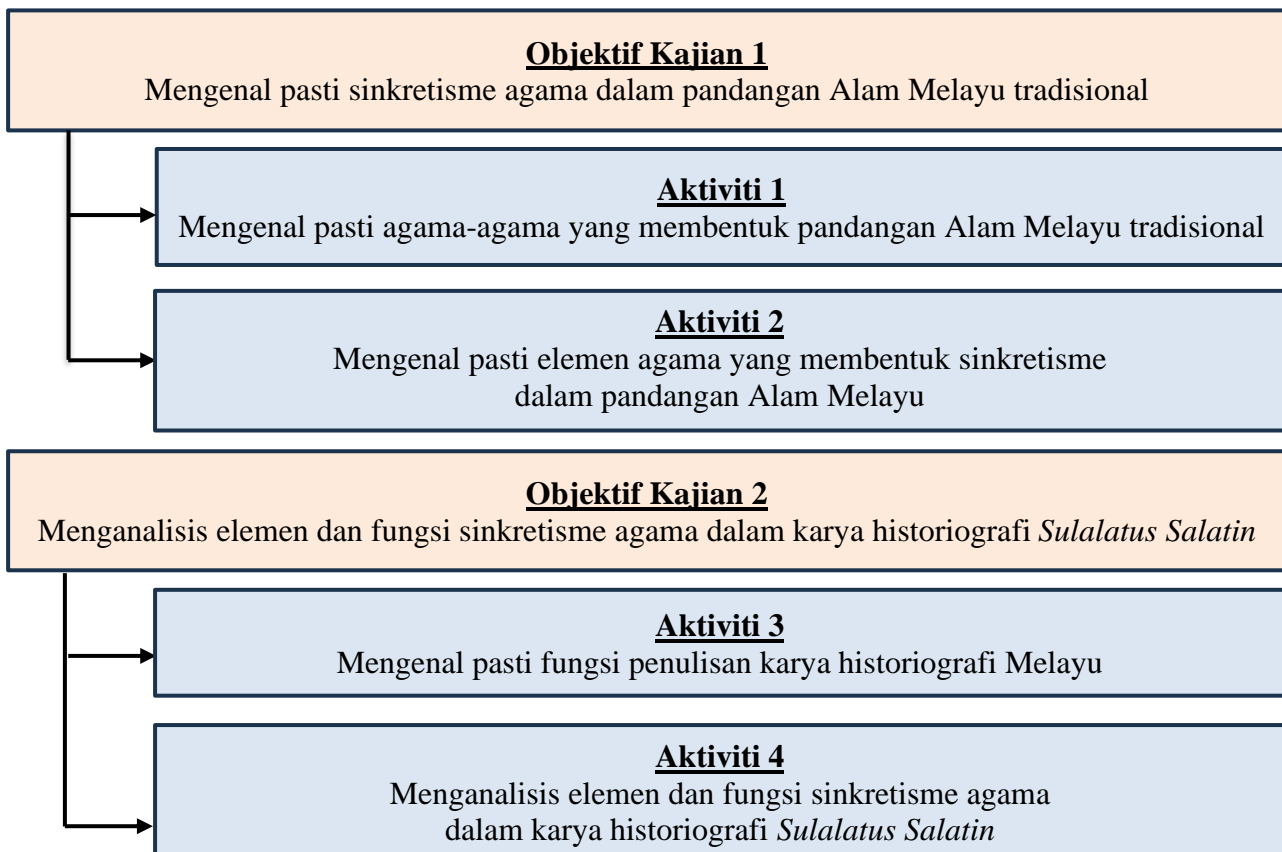 Objektif Kajian 1
Mengenal pasti sinkretisme agama dalam pandangan Alam Melayu tradisional
Aktiviti 1
Mengenal pasti agama-agama yang membentuk pandangan Alam Melayu tradisional
Aktiviti 2
Mengenal pasti elemen agama yang membentuk sinkretisme
dalam pandangan Alam Melayu
Objektif Kajian 2
Menganalisis elemen dan fungsi sinkretisme agama dalam karya historiografi Sulalatus Salatin
Aktiviti 3
Mengenal pasti fungsi penulisan karya historiografi Melayu
Aktiviti 4
Menganalisis elemen dan fungsi sinkretisme agama
dalam karya historiografi Sulalatus Salatin